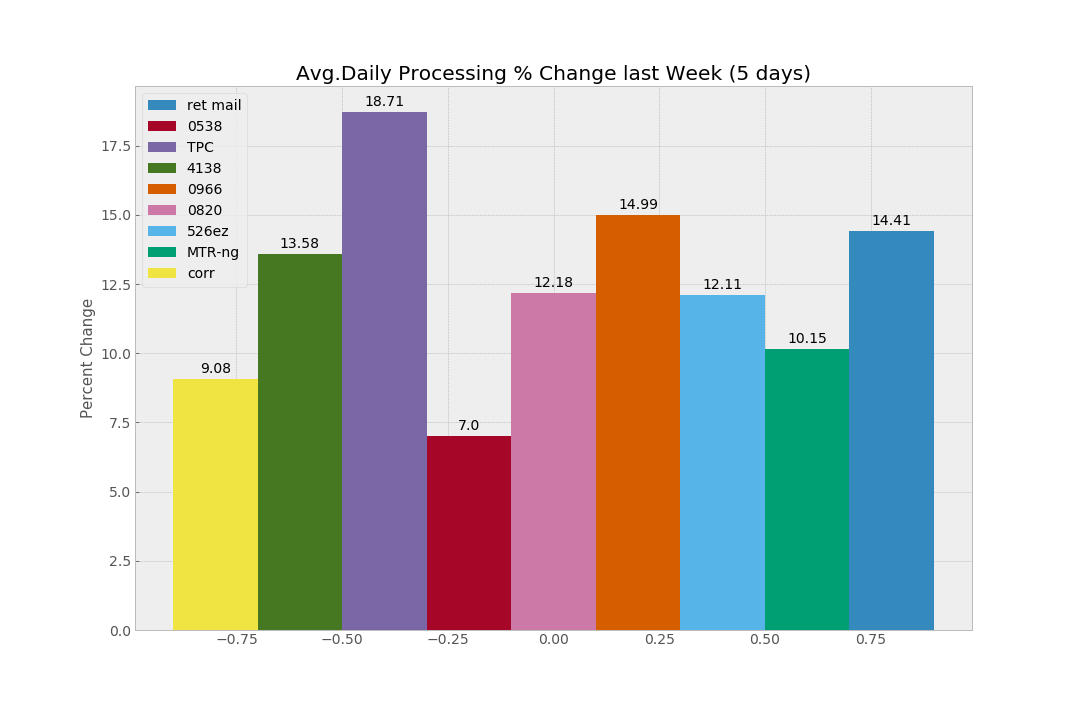 Avg.Daily Processing % Change last Week (5 days)
ret mail
0538
TPC
4138
0966
0820
526ez
MTR-ng
corr
Percent Change
17.5
15.0
12.5
10.0
7.5
5.0
2.5
0.0
9.08
13.58
18.71
7.0
12.18
14.99
12.11
10.15
14.41
−0.75 −0.50 −0.25 0.00 0.25 0.50 0.75